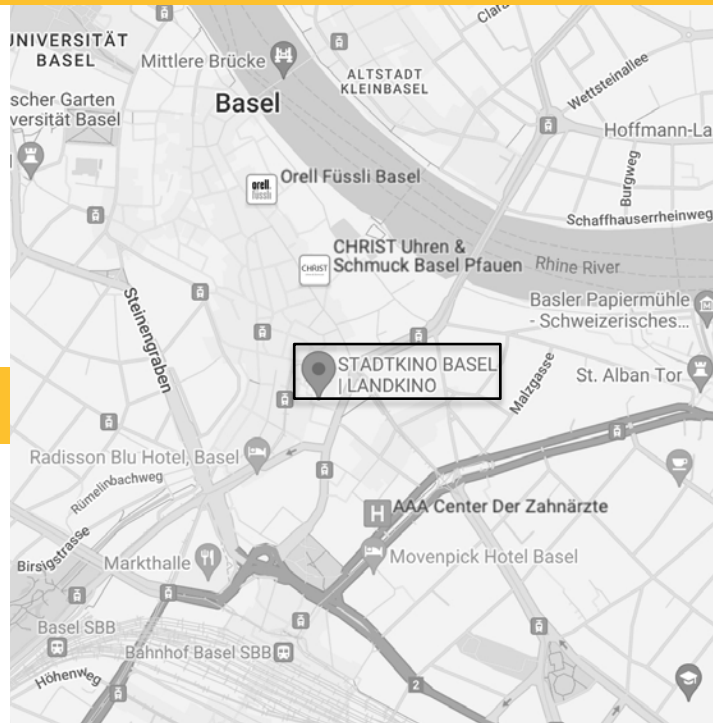 Clara
UNIVERSITÄT
BASEL
Mittlere Brücke
ALTSTADT
KLEINBASEL
Wettsteinallee
scher Garten
versität Basel
Basel
Hoffmann-La
Burgweg
orell.
füssli
Orell Füssli Basel
Schaffhauserrheinweg
CHRIST
CHRIST Uhren &
Schmuck Basel Pfauen
Rhine River
Steinengraben
Basler Papiermühle
- Schweizerisches...
STADTKINO BASEL
| LANDKINO
Malzgasse
St. Alban Tor
Radisson Blu Hotel, Basel
Rümelinbachweg
H
AAA Center Der Zahnärzte
Birsigstrasse
Markthalle
Movenpick Hotel Basel
Basel SBB
Bahnhof Basel SBB
Höhenweg
2